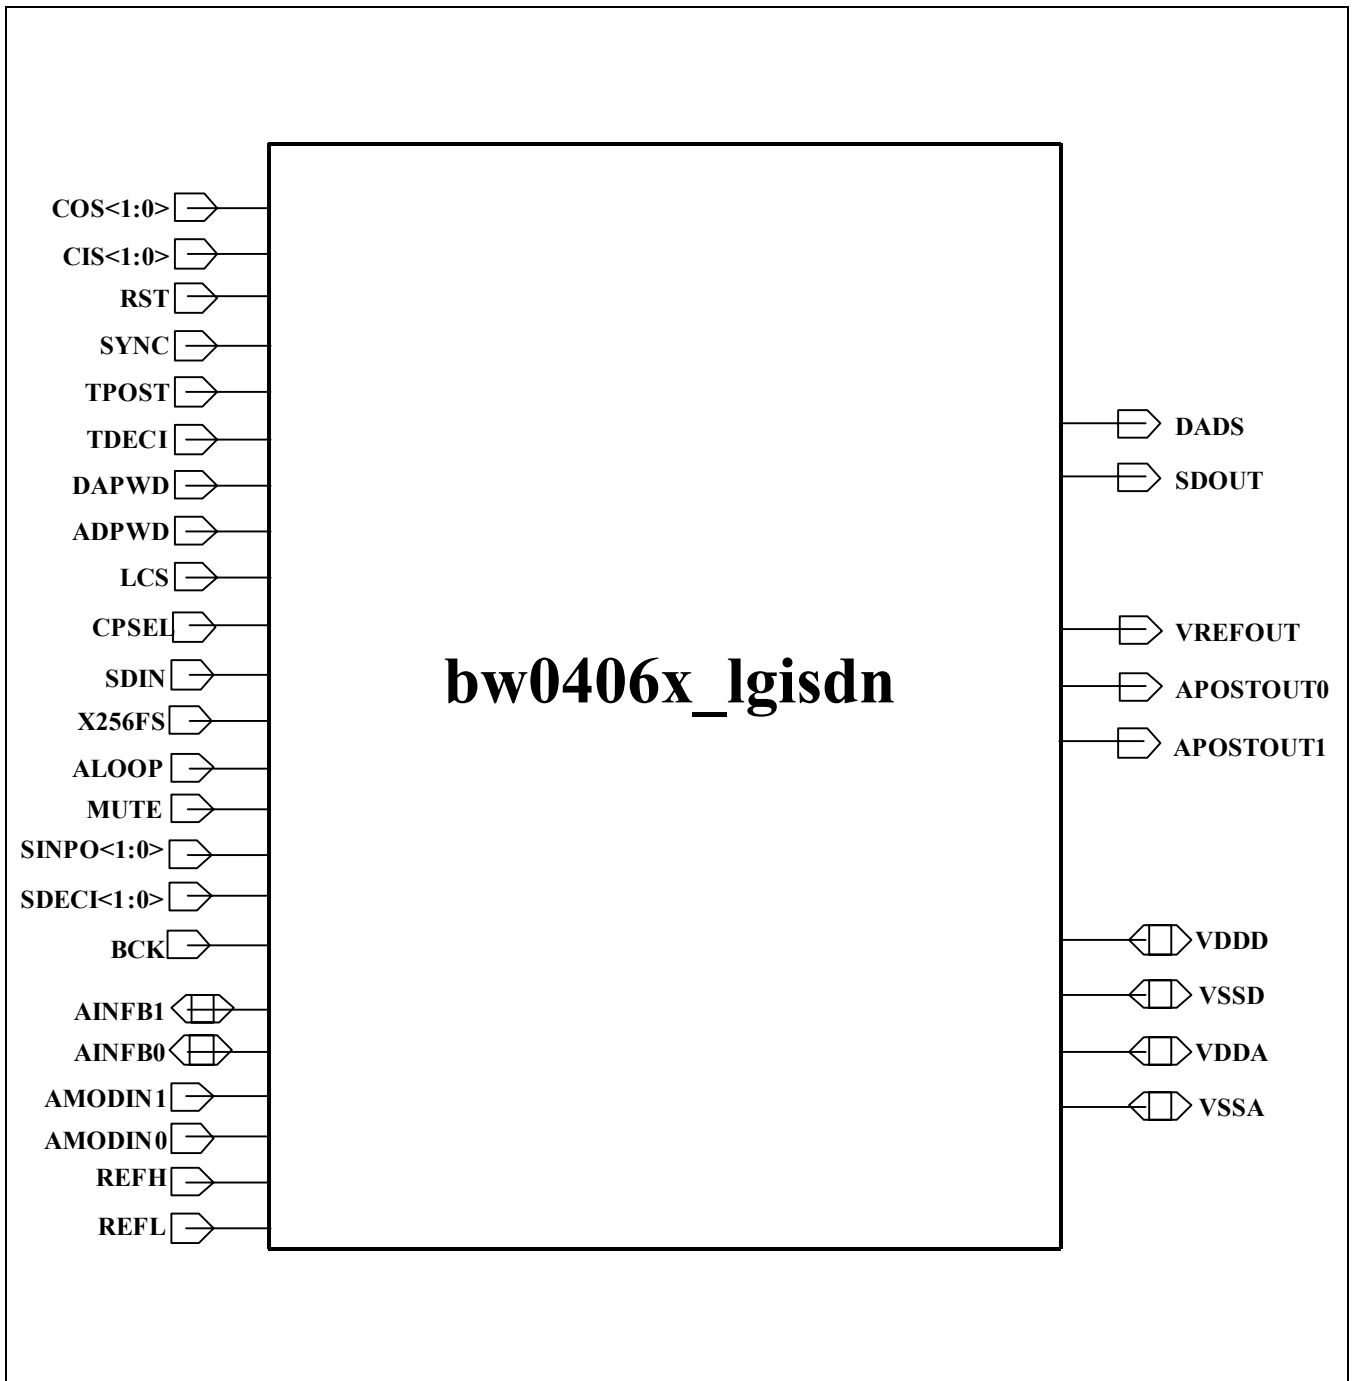 COS<1:0>
CIS<1:0>
RST
SYNC
TPOST
TDECI
DAPWD
ADPWD
LCS
CPSEL
SDIN
X256FS
ALOOP
MUTE
SINPO<1:0>
SDECI<1:0>
BCK
AINFB1
AINFB0
AMODIN1
AMODIN0
REFH
REFL
bw0406x_lgisdn
DADS
SDOUT
VREFOUT
APOSTOUT0
APOSTOUT1
VDDD
VSSD
VDDA
VSSA